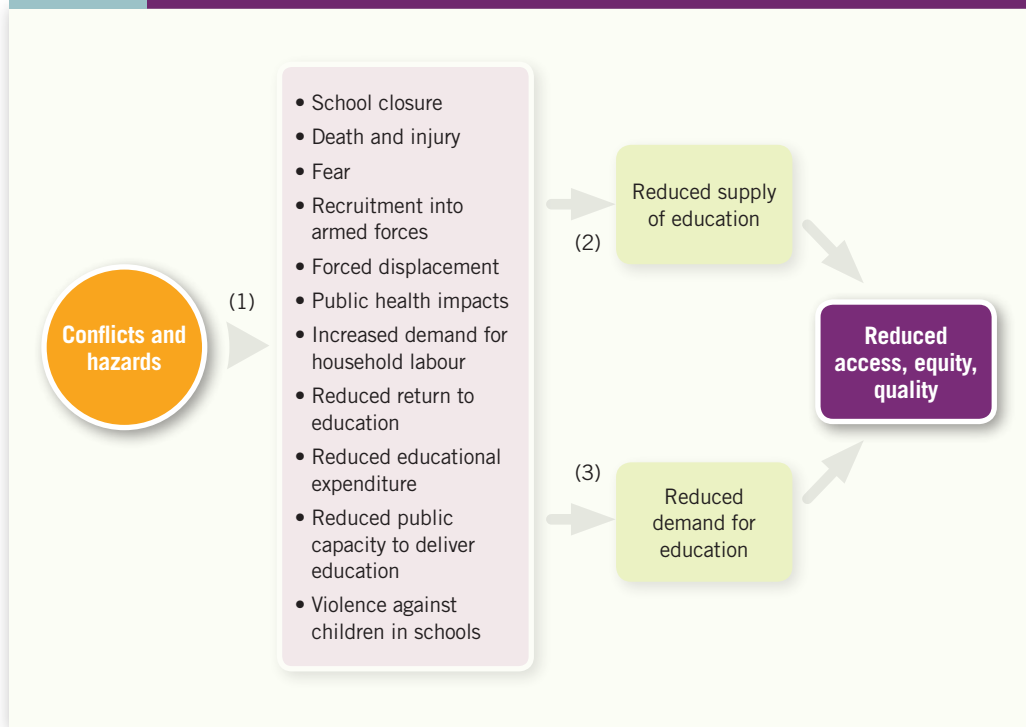 Conflicts and
hazards
(1)
• School closure
• Death and injury
• Fear
• Recruitment into
armed forces
• Forced displacement
• Public health impacts
• Increased demand for
household labour
• Reduced return to
education
• Reduced educational
expenditure
• Reduced public
capacity to deliver
education
• Violence against
children in schools
(2)
Reduced supply
of education
(3)
Reduced
demand for
education
Reduced
access, equity,
quality